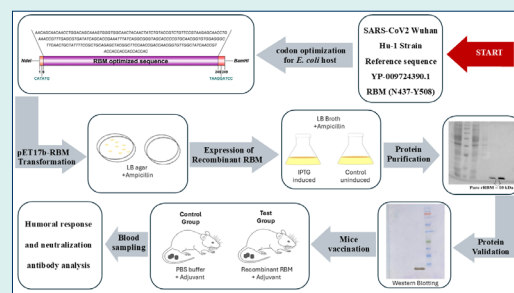 START
SARS-CoV2 Wuhan
Hu-1 Strain
Reference sequence
YP-009724390.1
RBM (N437-Y508)
codon optimization
for E. coli host
NdeI
BamHI
RBM optimized sequence
CATATG
pET17b-RBM
Transformation
LB agar
+Ampicillin
Expression of
Recombinant RBM
LB Broth
+Ampicillin
IPTG
induced
Control
uninduced
Protein
Purification
Pure rRBM ~ 10 kDa
Protein
Validation
Western Blotting
Mice
vaccination
Control
Group
Test
Group
PBS buffer
+ Adjuvant
Recombinant RBM
+ Adjuvant
Blood
sampling
Humoral response
and neutralization
antibody analysis